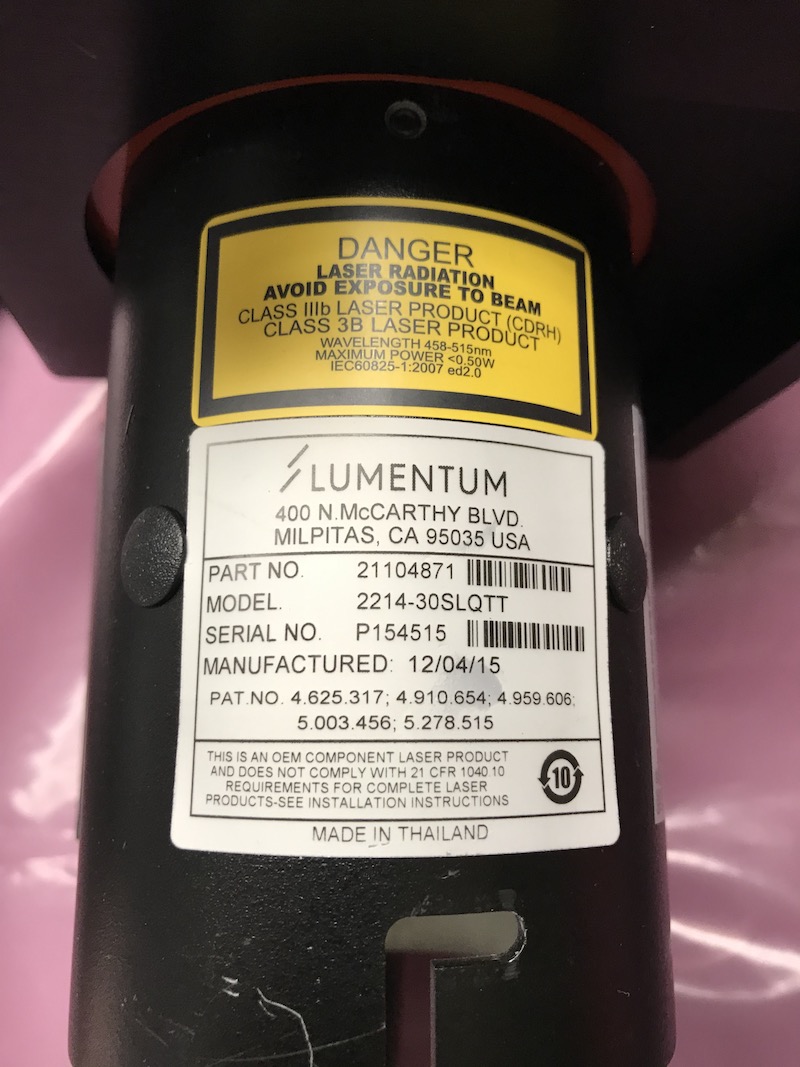 DANGER
LASER RADIATION
AVOID EXPOSURE TO BEAM
CLASS IIIb LASER PRODUCT (CDRH)
CLASS 3B LASER PRODUCT
WAVELENGTH 458-515nm
MAXIMUM POWER <0.50W
IEC60825-1:2007 ed2.0
LUMENTUM
400 N.McCARTHY BLVD.
MILPITAS, CA 95035 USA
PART NO. 21104871
MODEL. 2214-30SLQTT
SERIAL NO. P154515
MANUFACTURED: 12/04/15
PAT.NO. 4.625.317; 4.910.654; 4.959.606;
5.003.456; 5.278.515
THIS IS AN OEM COMPONENT LASER PRODUCT
AND DOES NOT COMPLY WITH 21 CFR 1040.10
REQUIREMENTS FOR COMPLETE LASER
PRODUCTS-SEE INSTALLATION INSTRUCTIONS
10
MADE IN THAILAND